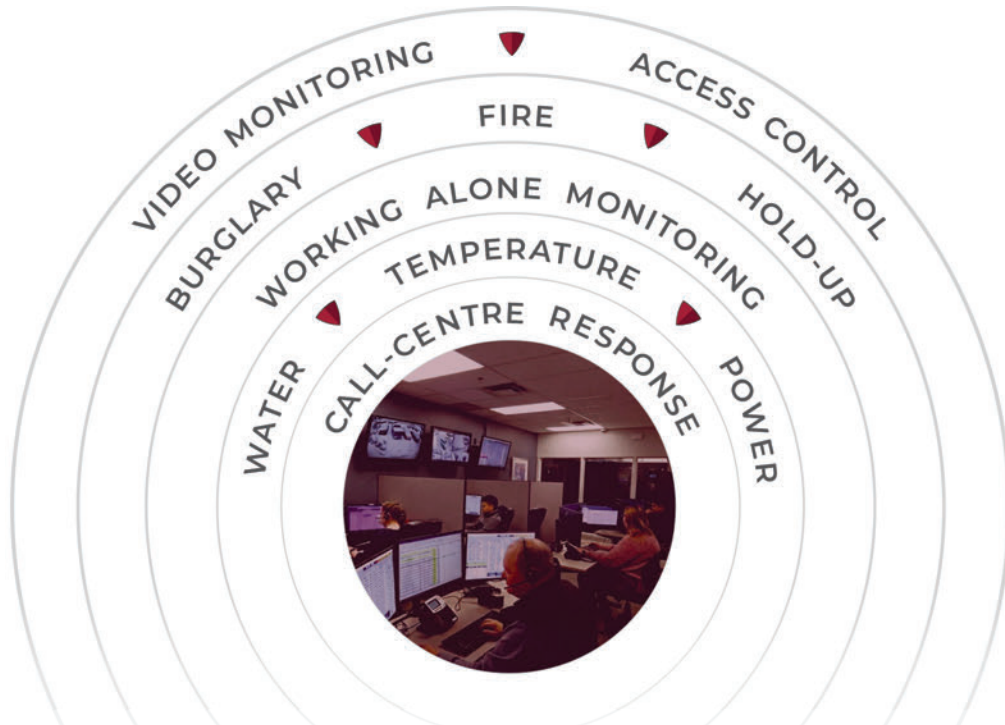 VIDEO MONITORING ACCESS CONTROL
BURGLARY FIRE HOLD-UP
WORKING ALONE MONITORING
WATER TEMPERATURE POWER
CALL-CENTRE RESPONSE